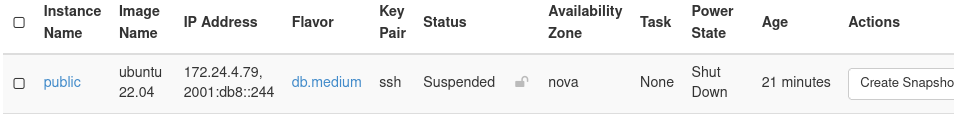 Instance Name
Image Name
IP Address
Flavor
Key Pair
Status
Availability Zone
Task
Power State
Age
Actions
public
ubuntu 22.04
172.24.4.79,
2001:db8::244
db.medium
ssh
Suspended
nova
None
Shut Down
21 minutes
Create Snapsho